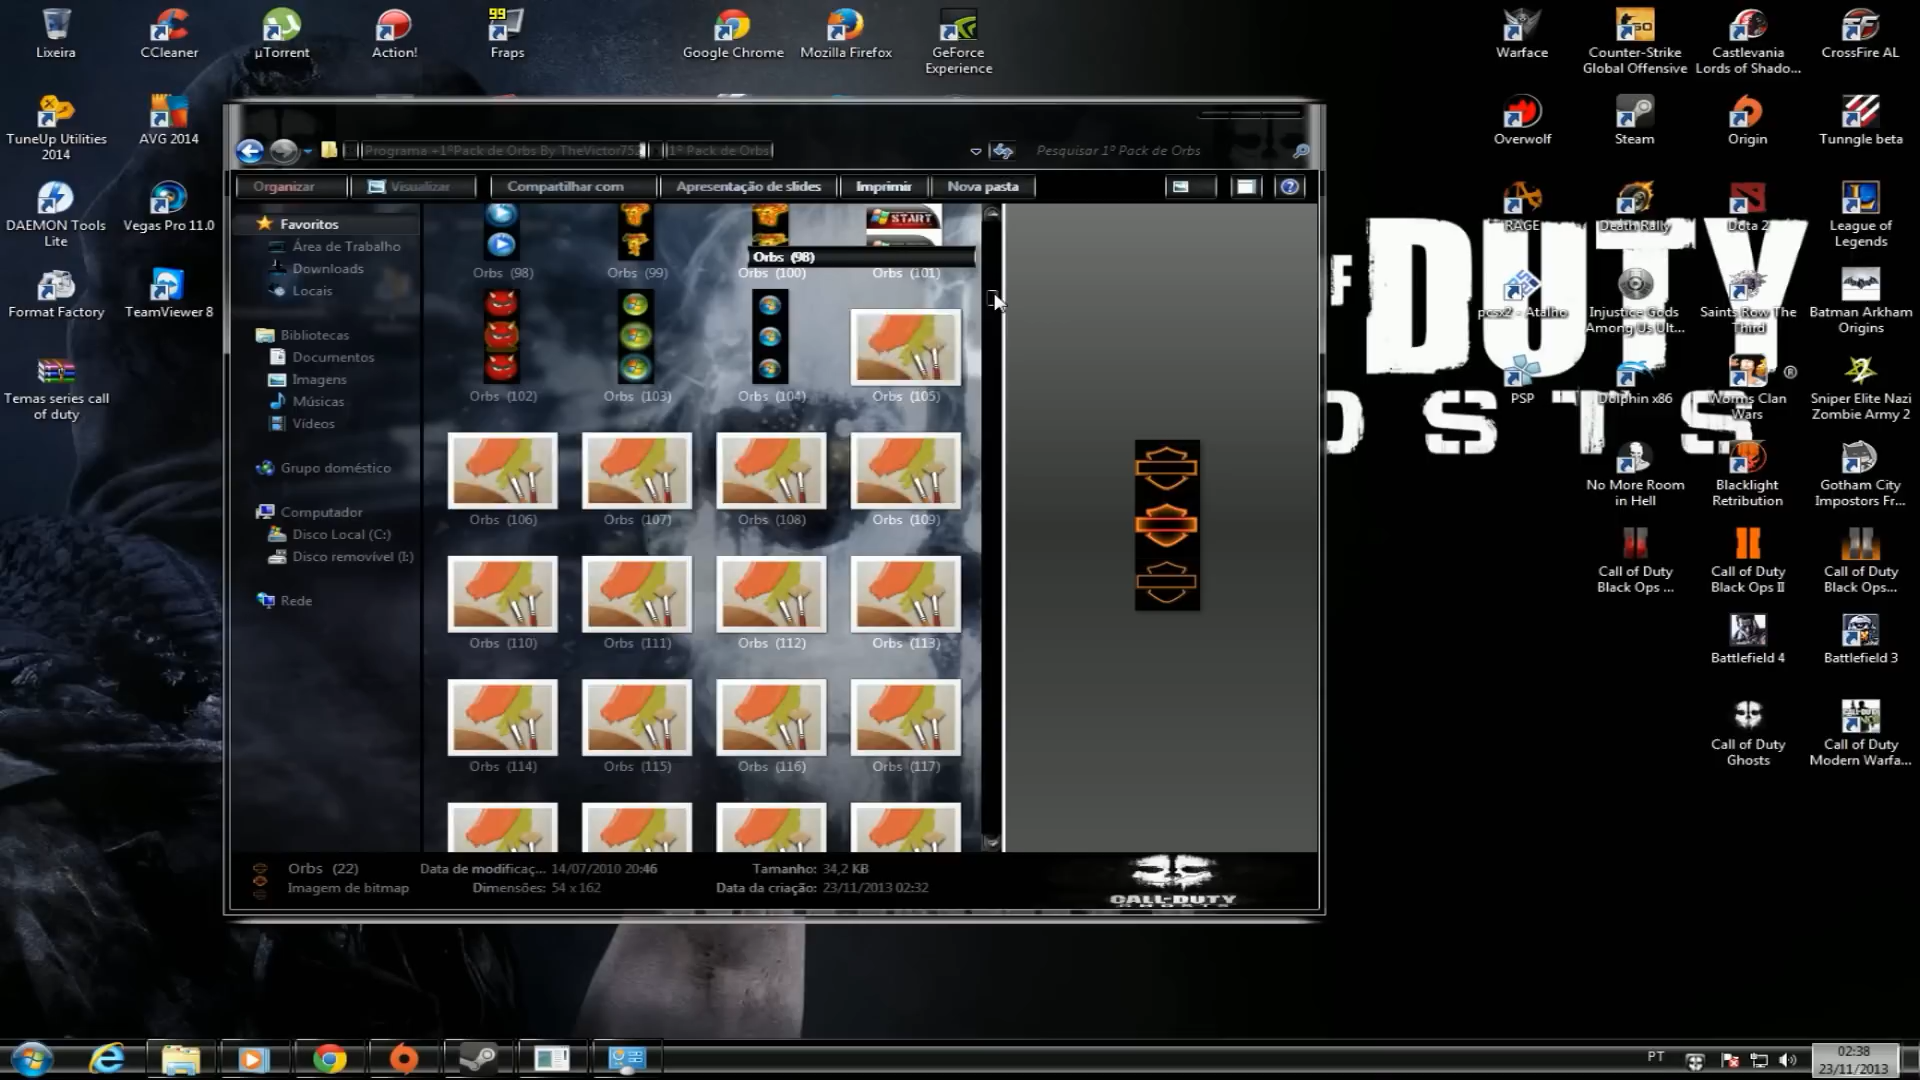 Lixeira
CCleaner
µTorrent
Action!
99
Fraps
Google Chrome
Mozilla Firefox
GeForce Experience
Warface
Counter-Strike Global Offensive
Castlevania Lords of Shado...
CrossFire AL
TuneUp Utilities 2014
AVG 2014
Overwolf
Steam
Origin
Tunngle beta
DAEMON Tools Lite
Vegas Pro 11.0
RAGE
Death Rally
Dota 2
League of Legends
Format Factory
TeamViewer 8
pcsx2 - Atalho
Injustice Gods Among Us Ult...
Saints Row The Third
Batman Arkham Origins
Temas series call of duty
PSP
Dolphin x86
Worms Clan Wars
Sniper Elite Nazi Zombie Army 2
No More Room in Hell
Blacklight Retribution
Gotham City Impostors Fr...
Call of Duty Black Ops ...
Call of Duty Black Ops II
Call of Duty Black Ops...
Battlefield 4
Battlefield 3
Call of Duty Ghosts
Call of Duty Modern Warfa...
F DUTY
®
OSTS
Programa +1ºPack de Orbs By TheVictor75
1º Pack de Orbs
Pesquisar 1º Pack de Orbs
Organizar
Visualizar
Compartilhar com
Apresentação de slides
Imprimir
Nova pasta
Favoritos
Área de Trabalho
Downloads
Locais
Bibliotecas
Documentos
Imagens
Músicas
Vídeos
Grupo doméstico
Computador
Disco Local (C:)
Disco removível (I:)
Rede
START
Orbs (98)
Orbs (98)
Orbs (99)
Orbs (100)
Orbs (101)
Orbs (102)
Orbs (103)
Orbs (104)
Orbs (105)
Orbs (106)
Orbs (107)
Orbs (108)
Orbs (109)
Orbs (110)
Orbs (111)
Orbs (112)
Orbs (113)
Orbs (114)
Orbs (115)
Orbs (116)
Orbs (117)
Orbs (22)
Imagem de bitmap
Data de modificaç... 14/07/2010 20:46
Dimensões: 54 x 162
Tamanho: 34,2 KB
Data da criação: 23/11/2013 02:32
CALL·DUTY
GHOSTS
PT
02:38
23/11/2013